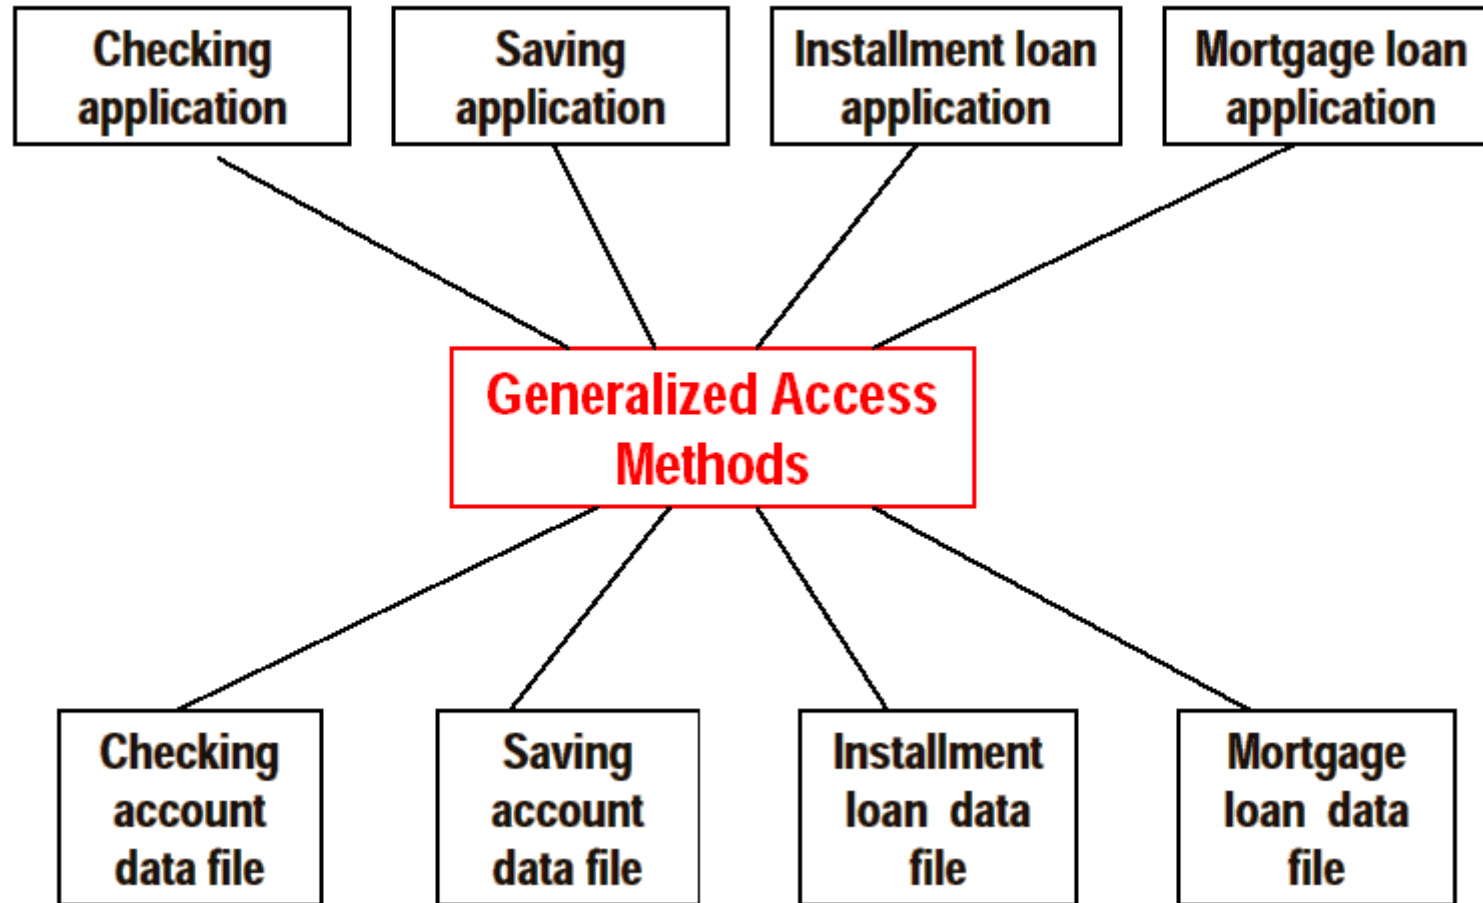 Checking
application
Saving
application
Installment loan
application
Mortgage loan
application
Generalized Access
Methods
Checking
account
data file
Saving
account
data file
Installment
loan data
file
Mortgage
loan data
file